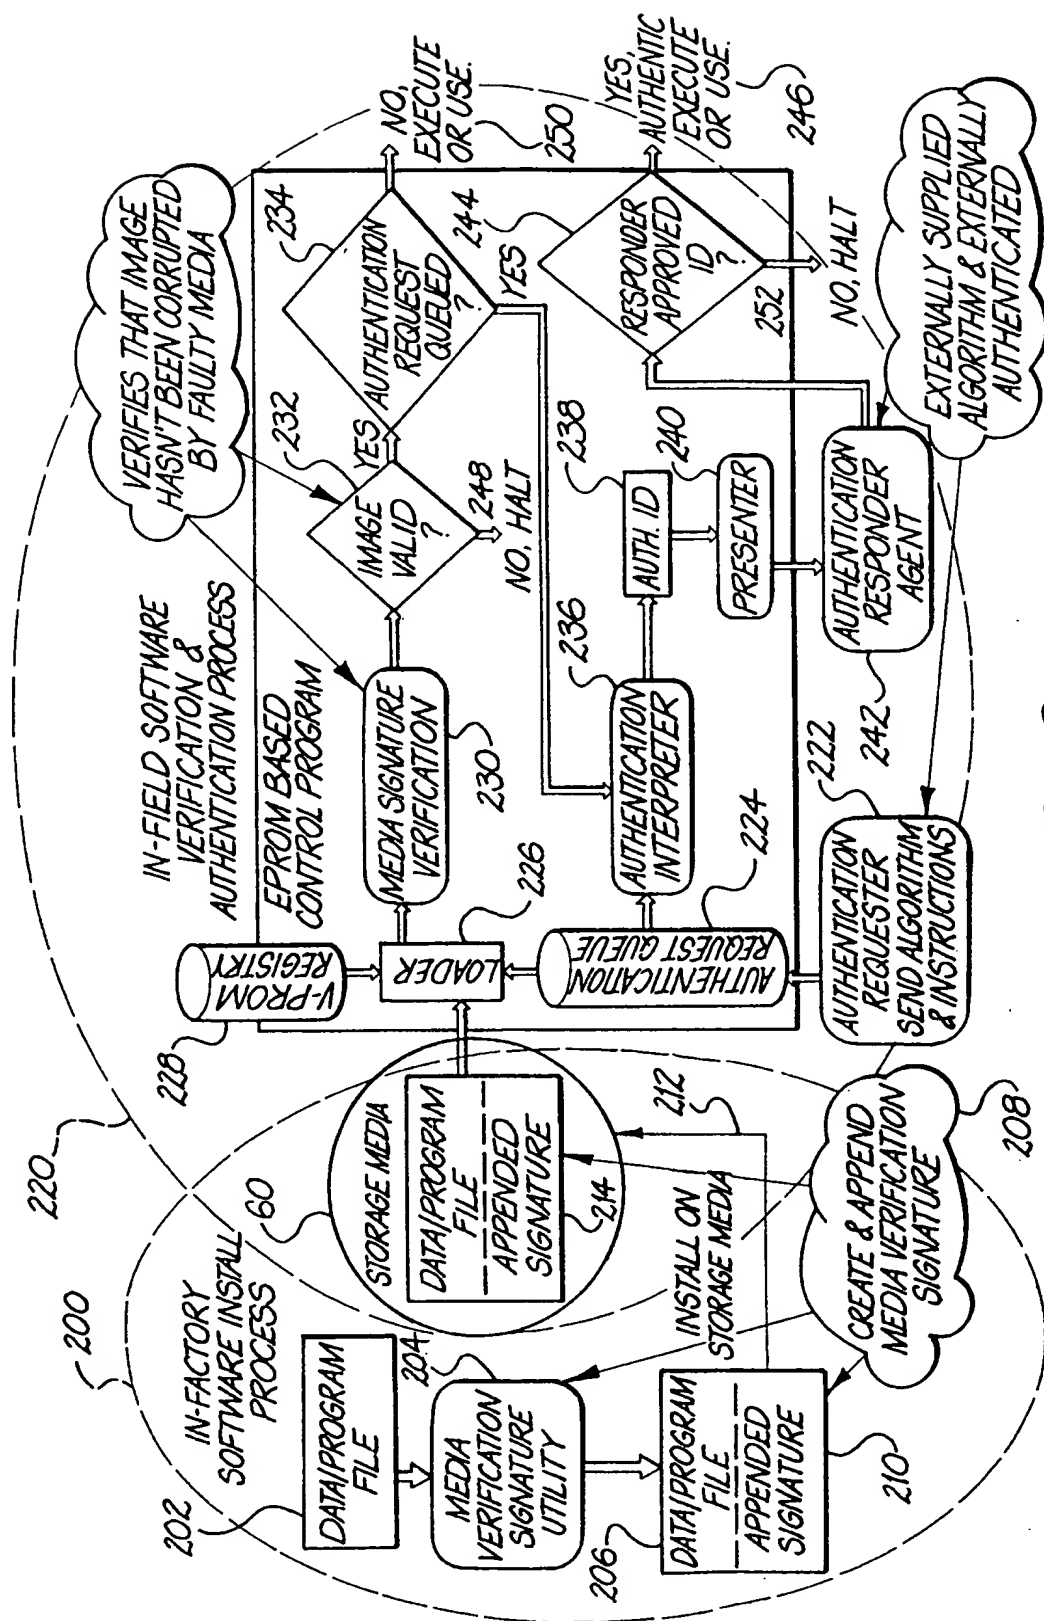 200
IN-FACTORY
SOFTWARE INSTALL
PROCESS
202
DATA/PROGRAM
FILE
204
MEDIA
VERIFICATION
SIGNATURE
UTILITY
206
DATA/PROGRAM
FILE
APPENDED
SIGNATURE
210
INSTALL ON
STORAGE MEDIA
212
CREATE & APPEND
MEDIA VERIFICATION
SIGNATURE
208
60
STORAGE MEDIA
DATA/PROGRAM
FILE
APPENDED
SIGNATURE
214
220
IN-FIELD SOFTWARE
VERIFICATION &
AUTHENTICATION PROCESS
228
V-PROM
REGISTRY
EPROM BASED
CONTROL PROGRAM
LOADER
226
AUTHENTICATION
REQUEST QUEUE
224
AUTHENTICATION
REQUESTER
SEND ALGORITHM
& INSTRUCTIONS
222
MEDIA SIGNATURE
VERIFICATION
230
VERIFIES THAT IMAGE
HASN'T BEEN CORRUPTED
BY FAULTY MEDIA
232
IMAGE
VALID
?
YES
248
NO, HALT
234
AUTHENTICATION
REQUEST
QUEUED
?
YES
NO,
EXECUTE
OR USE.
250
AUTHENTICATION
INTERPRETER
236
AUTH. ID
238
PRESENTER
240
AUTHENTICATION
RESPONDER
AGENT
242
244
RESPONDER
APPROVED
ID
?
YES,
AUTHENTIC
EXECUTE
OR USE.
246
252
NO, HALT
EXTERNALLY SUPPLIED
ALGORITHM & EXTERNALLY
AUTHENTICATED